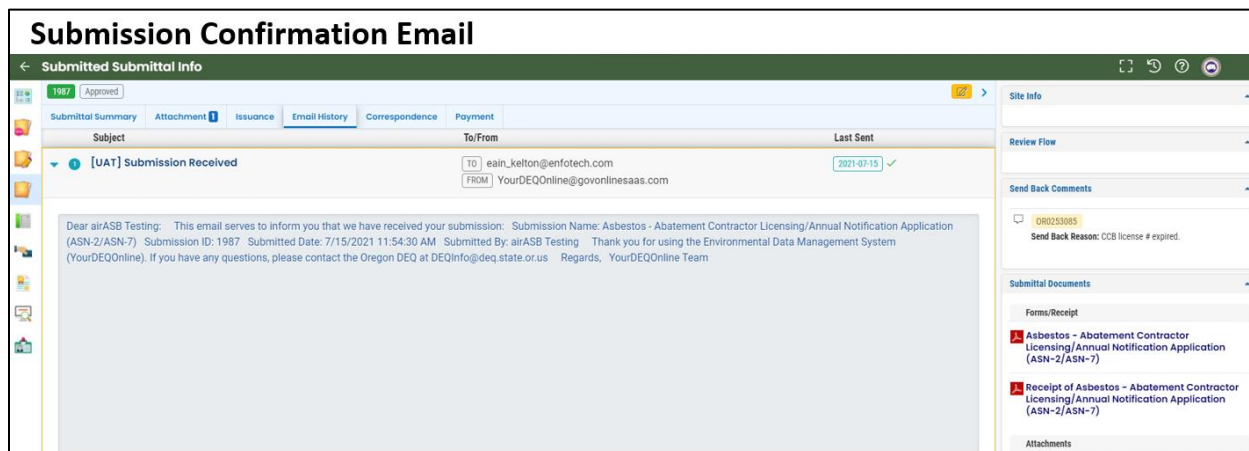 Submission Confirmation Email
Submitted Submittal Info
1987 Approved
Submittal Summary Attachment 1 Issuance Email History Correspondence Payment
Subject To/From Last Sent
1 [UAT] Submission Received TO eain_kelton@enfotech.com 2021-07-15
FROM YourDEQOnline@govonlinesaas.com
Dear airASB Testing: This email serves to inform you that we have received your submission: Submission Name: Asbestos - Abatement Contractor Licensing/Annual Notification Application
(ASN-2/ASN-7) Submission ID: 1987 Submitted Date: 7/15/2021 11:54:30 AM Submitted By: airASB Testing Thank you for using the Environmental Data Management System
(YourDEQOnline). If you have any questions, please contact the Oregon DEQ at DEQInfo@deq.state.or.us Regards, YourDEQOnline Team
Site Info
Review Flow
Send Back Comments
OR0253085
Send Back Reason: CCB license # expired.
Submittal Documents
Forms/Receipt
Asbestos - Abatement Contractor
Licensing/Annual Notification Application
(ASN-2/ASN-7)
Receipt of Asbestos - Abatement Contractor
Licensing/Annual Notification Application
(ASN-2/ASN-7)
Attachments